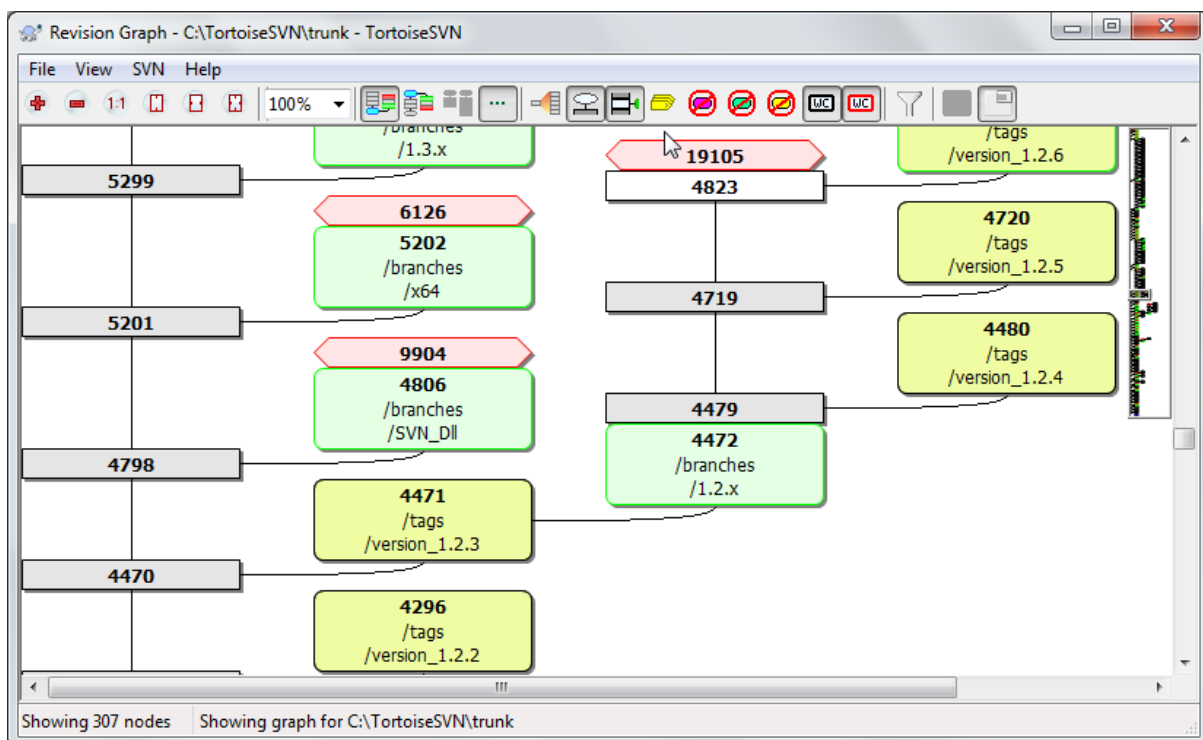 Revision Graph - C:\TortoiseSVN\trunk - TortoiseSVN
File View SVN Help
1:1 100% WC WC
/branches
/1.3.x
5299
6126
5202
/branches
/x64
5201
9904
4806
/branches
/SVN_Dll
4798
4471
/tags
/version_1.2.3
4470
4296
/tags
/version_1.2.2
19105
4823
4719
4479
4472
/branches
/1.2.x
/tags
/version_1.2.6
4720
/tags
/version_1.2.5
4480
/tags
/version_1.2.4
Showing 307 nodes Showing graph for C:\TortoiseSVN\trunk